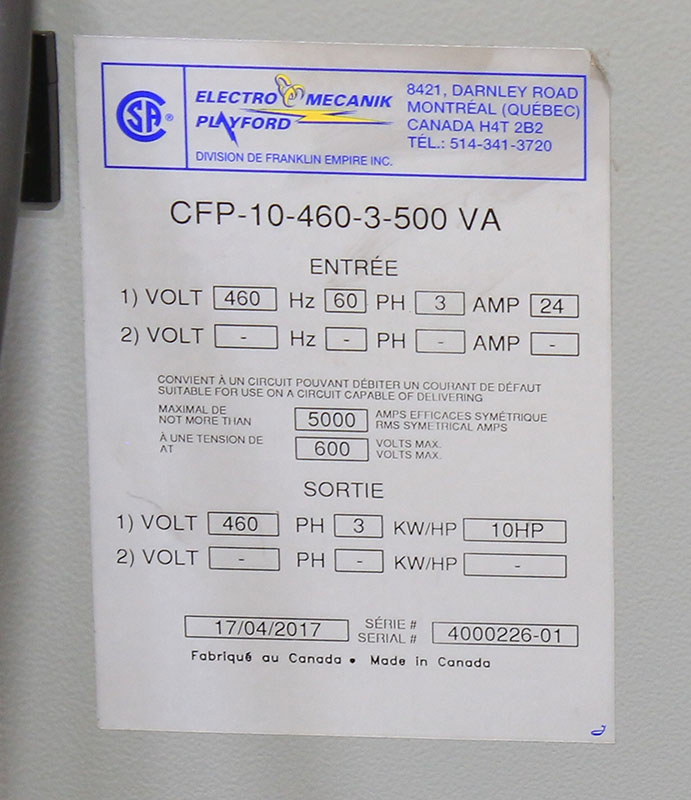 CSA®
ELECTRO MECANIK
PLAYFORD
DIVISION DE FRANKLIN EMPIRE INC.
8421, DARNLEY ROAD
MONTRÉAL (QUÉBEC)
CANADA H4T 2B2
TÉL.: 514-341-3720
CFP-10-460-3-500 VA
ENTRÉE
1) VOLT 460 Hz 60 PH 3 AMP 24
2) VOLT - Hz - PH - AMP -
CONVIENT À UN CIRCUIT POUVANT DÉBITER UN COURANT DE DÉFAUT
SUITABLE FOR USE ON A CIRCUIT CAPABLE OF DELIVERING
MAXIMAL DE
NOT MORE THAN
5000
AMPS EFFICACES SYMÉTRIQUE
RMS SYMETRICAL AMPS
À UNE TENSION DE
AT
600
VOLTS MAX.
VOLTS MAX.
SORTIE
1) VOLT 460 PH 3 KW/HP 10HP
2) VOLT - PH - KW/HP -
17/04/2017
SÉRIE #
SERIAL #
4000226-01
Fabriqué au Canada • Made in Canada